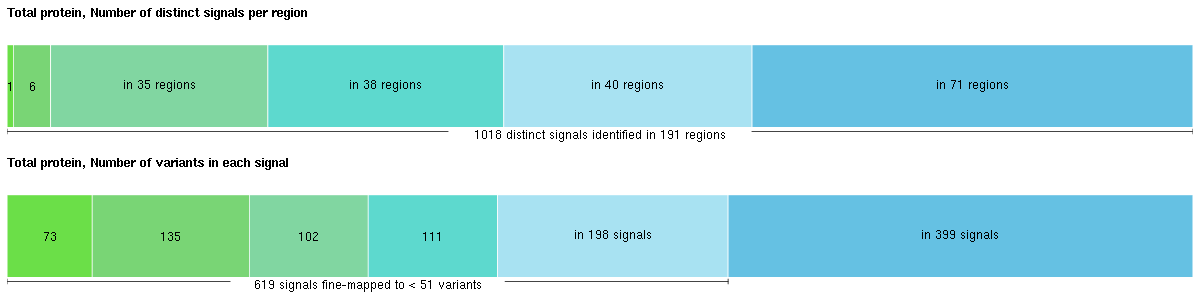 Total protein, Number of distinct signals per region
1 6 in 35 regions in 38 regions in 40 regions in 71 regions
1018 distinct signals identified in 191 regions
Total protein, Number of variants in each signal
73 135 102 111 in 198 signals in 399 signals
619 signals fine-mapped to < 51 variants